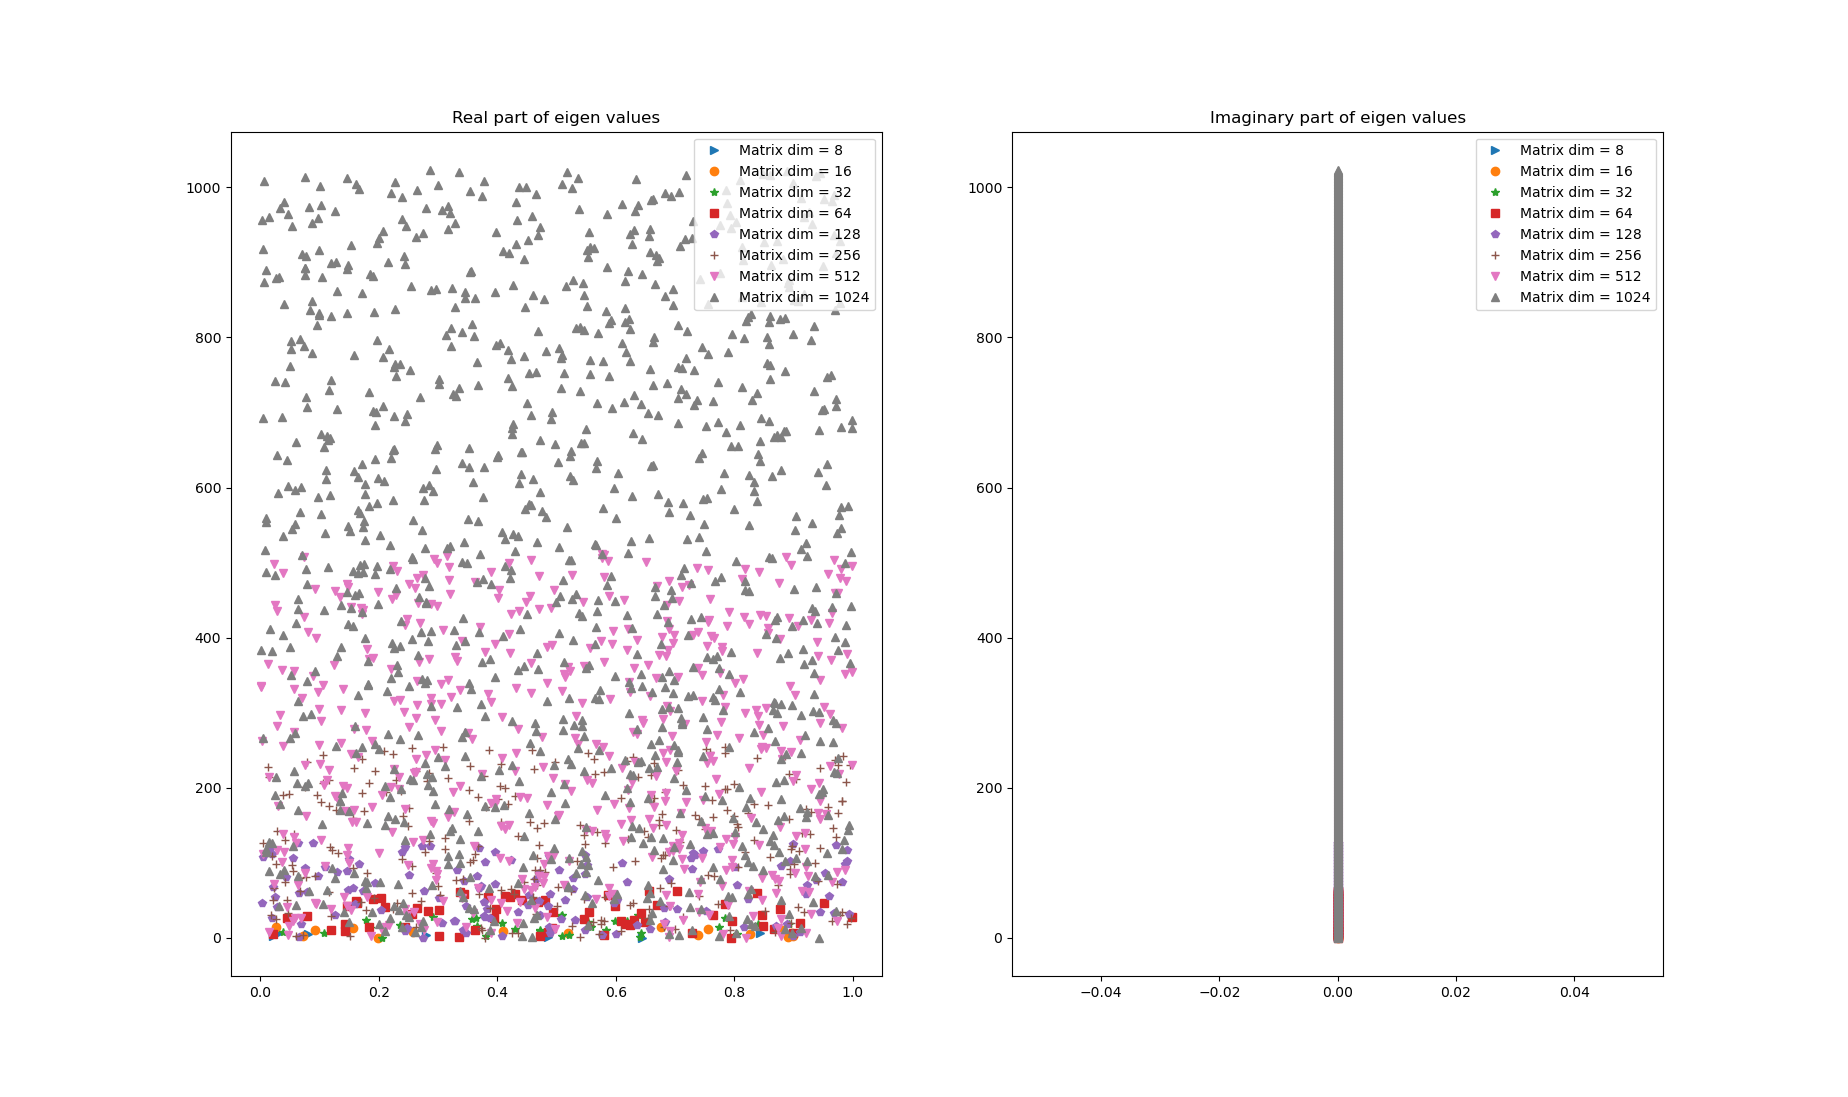 Real part of eigen values
Matrix dim = 8
Matrix dim = 16
Matrix dim = 32
Matrix dim = 64
Matrix dim = 128
Matrix dim = 256
Matrix dim = 512
Matrix dim = 1024
1000
800
600
400
200
0
0.0 0.2 0.4 0.6 0.8 1.0
Imaginary part of eigen values
Matrix dim = 8
Matrix dim = 16
Matrix dim = 32
Matrix dim = 64
Matrix dim = 128
Matrix dim = 256
Matrix dim = 512
Matrix dim = 1024
1000
800
600
400
200
0
−0.04 −0.02 0.00 0.02 0.04